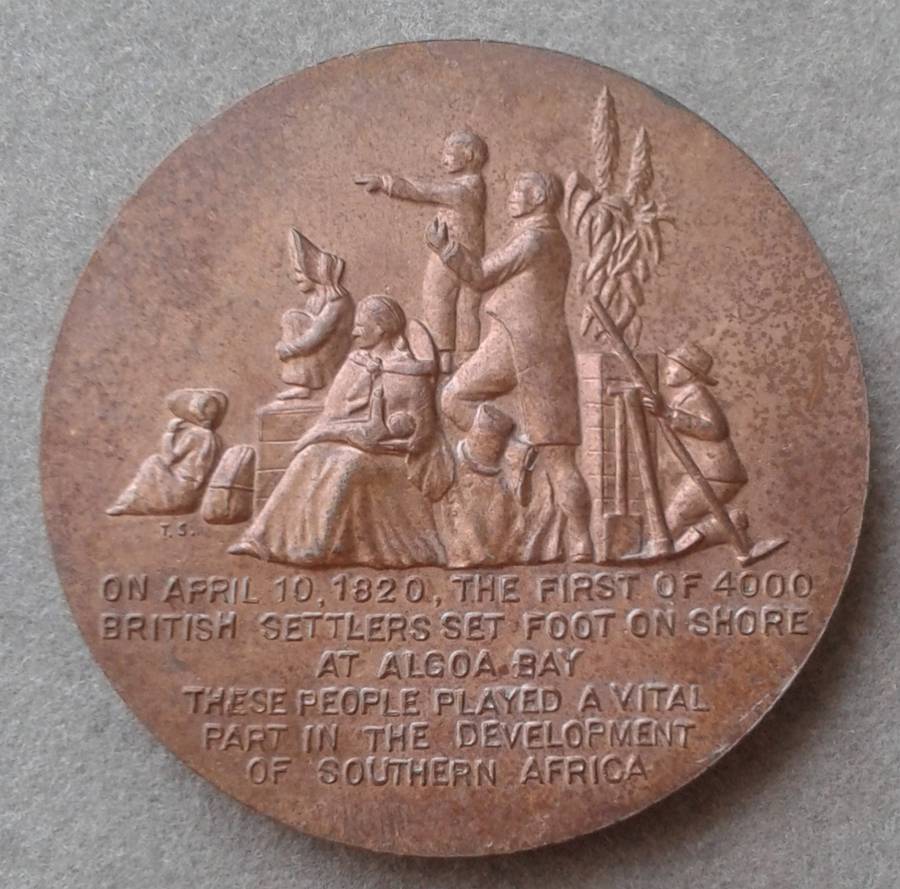 T.S.
ON APRIL 10, 1820, THE FIRST OF 4000
BRITISH SETTLERS SET FOOT ON SHORE
AT ALGOA BAY
THESE PEOPLE PLAYED A VITAL
PART IN THE DEVELOPMENT
OF SOUTHERN AFRICA